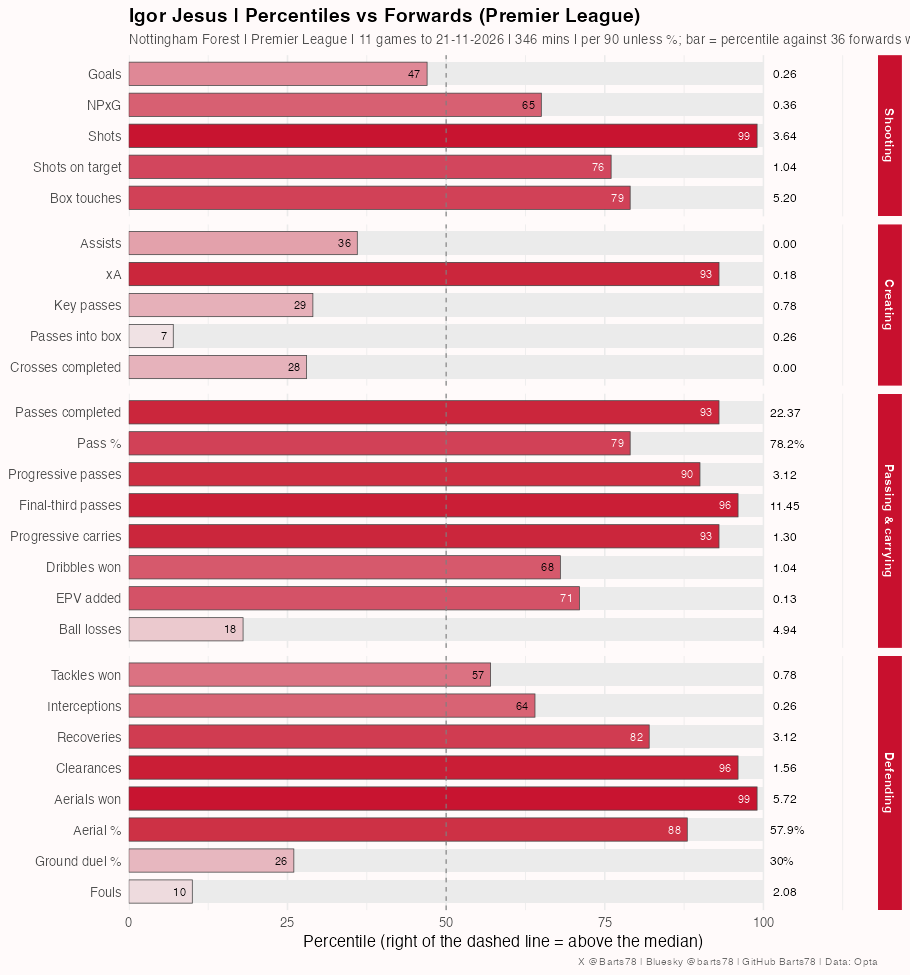 Igor Jesus | Percentiles vs Forwards (Premier League)
Nottingham Forest | Premier League | 11 games to 21-11-2026 | 346 mins | per 90 unless %; bar = percentile against 36 forwards w
Goals 47 0.26
NPxG 65 0.36
Shots 99 3.64
Shots on target 76 1.04
Box touches 79 5.20
Shooting
Assists 36 0.00
xA 93 0.18
Key passes 29 0.78
Passes into box 7 0.26
Crosses completed 28 0.00
Creating
Passes completed 93 22.37
Pass % 79 78.2%
Progressive passes 90 3.12
Final-third passes 96 11.45
Progressive carries 93 1.30
Dribbles won 68 1.04
EPV added 71 0.13
Ball losses 18 4.94
Passing & carrying
Tackles won 57 0.78
Interceptions 64 0.26
Recoveries 82 3.12
Clearances 96 1.56
Aerials won 99 5.72
Aerial % 88 57.9%
Ground duel % 26 30%
Fouls 10 2.08
Defending
0 25 50 75 100
Percentile (right of the dashed line = above the median)
X @Barts78 | Bluesky @barts78 | GitHub Barts78 | Data: Opta